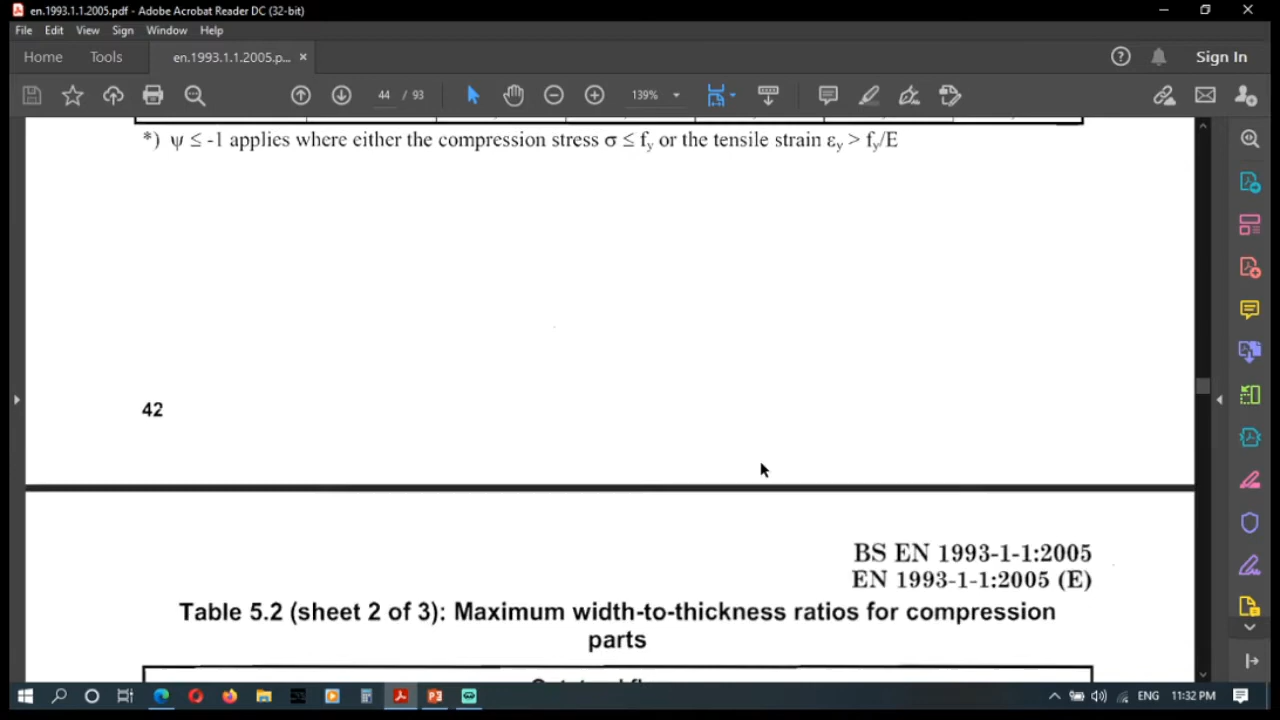 en.1993.1.1.2005.pdf - Adobe Acrobat Reader DC (32-bit)
File Edit View Sign Window Help
Home Tools en.1993.1.1.2005.p... × Sign In
44 / 93 139%
*) ψ ≤ -1 applies where either the compression stress σ ≤ fy or the tensile strain εy > fy/E
42
BS EN 1993-1-1:2005
EN 1993-1-1:2005 (E)
Table 5.2 (sheet 2 of 3): Maximum width-to-thickness ratios for compression
parts
ENG 11:32 PM